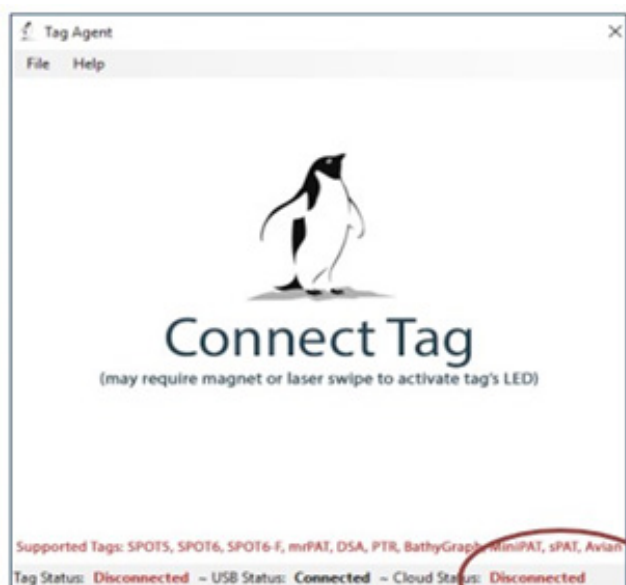 Tag Agent
File Help
Connect Tag
(may require magnet or laser swipe to activate tag's LED)
Supported Tags: SPOT5, SPOT6, SPOT6-F, mrPAT, DSA, PTR, BathyGraph, MiniPAT, sPAT, Avian
Tag Status: Disconnected ~ USB Status: Connected ~ Cloud Status: Disconnected